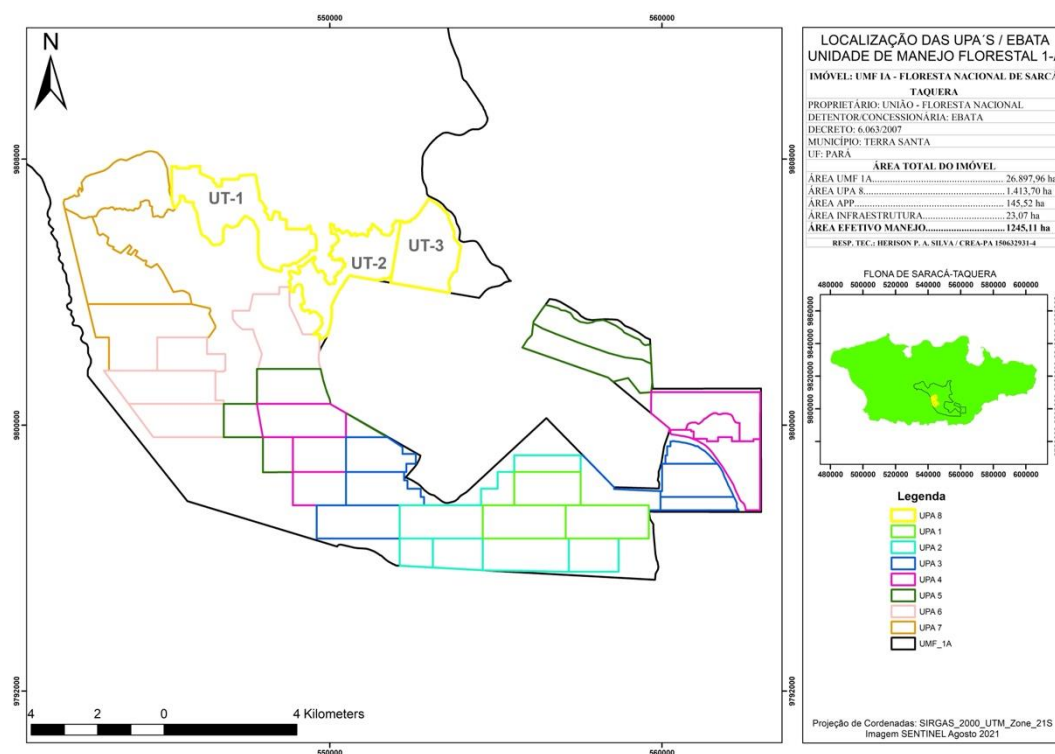 550000 560000
N
9808000
9808000
UT-1
UT-2
UT-3
9800000
9800000
9792000
9792000
4 2 0 4 Kilometers
550000 560000
LOCALIZAÇÃO DAS UPA´S / EBATA
UNIDADE DE MANEJO FLORESTAL 1-
IMÓVEL: UMF IA - FLORESTA NACIONAL DE SARCÁ
TAQUERA
PROPRIETÁRIO: UNIÃO - FLORESTA NACIONAL
DETENTOR/CONCESSIONÁRIA: EBATA
DECRETO: 6.063/2007
MUNICÍPIO: TERRA SANTA
UF: PARÁ
ÁREA TOTAL DO IMÓVEL
ÁREA UMF 1A.................................... 26.897,96 ha
ÁREA UPA 8....................................... 1.413,70 ha
ÁREA APP.......................................... 145,52 ha
ÁREA INFRAESTRUTURA..................... 23,07 ha
ÁREA EFETIVO MANEJO........................ 1245,11 ha
RESP. TEC.: HERISON P. A. SILVA / CREA-PA 150632931-4
FLONA DE SARACÁ-TAQUERA
480000 500000 520000 540000 560000 580000 600000
9860000
9840000
9820000
9800000
480000 500000 520000 540000 560000 580000 600000
Legenda
UPA 8
UPA 1
UPA 2
UPA 3
UPA 4
UPA 5
UPA 6
UPA 7
UMF_1A
Projeção de Cordenadas: SIRGAS_2000_UTM_Zone_21S
Imagem SENTINEL Agosto 2021